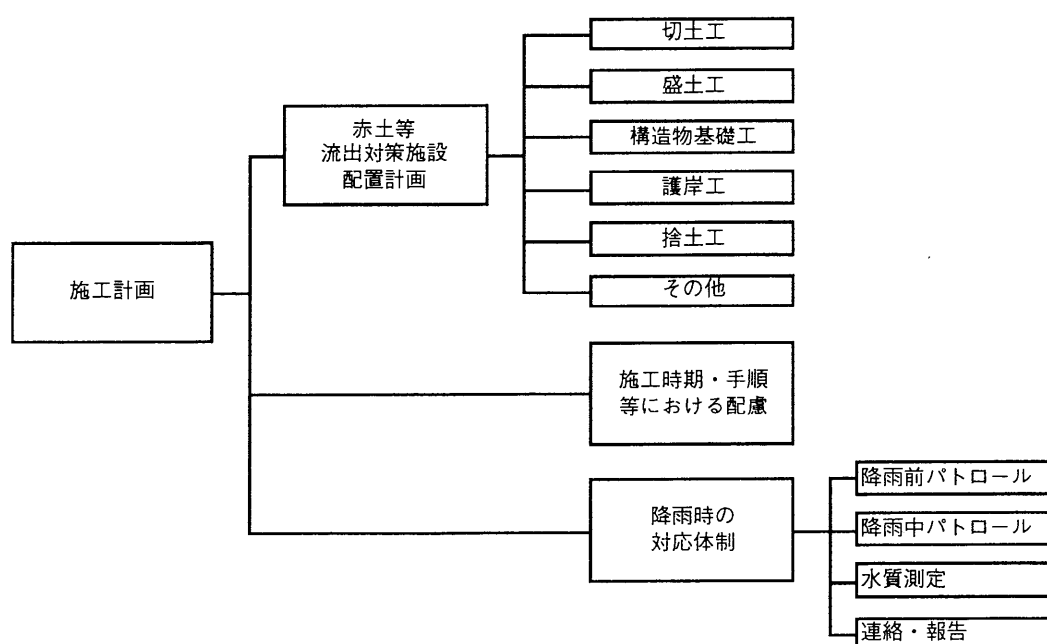 施工計画
赤土等
流出対策施設
配置計画
切土工
盛土工
構造物基礎工
護岸工
捨土工
その他
施工時期・手順
等における配慮
降雨時の
対応体制
降雨前パトロール
降雨中パトロール
水質測定
連絡・報告